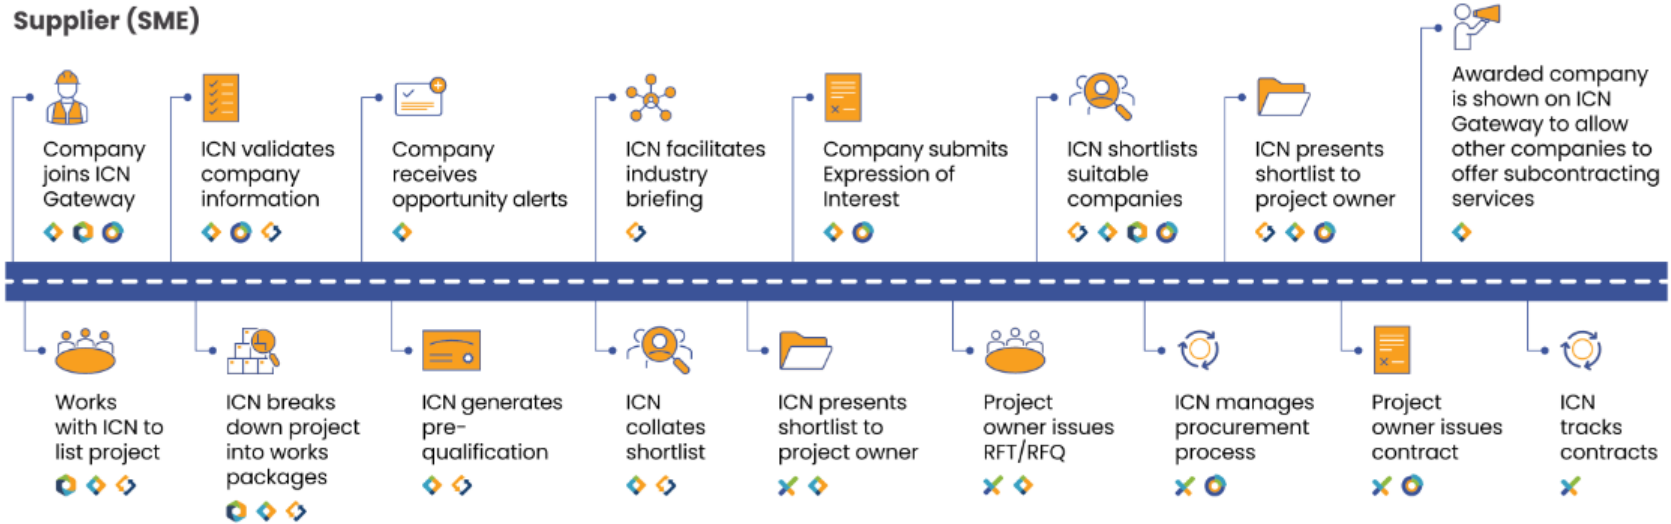 Supplier (SME)
Company
joins ICN
Gateway
ICN validates
company
information
Company
receives
opportunity alerts
ICN facilitates
industry
briefing
Company submits
Expression of
Interest
ICN shortlists
suitable
companies
ICN presents
shortlist to
project owner
Awarded company
is shown on ICN
Gateway to allow
other companies to
offer subcontracting
services
Works
with ICN to
list project
ICN breaks
down project
into works
packages
ICN generates
pre-
qualification
ICN
collates
shortlist
ICN presents
shortlist to
project owner
Project
owner issues
RFT/RFQ
ICN manages
procurement
process
Project
owner issues
contract
ICN
tracks
contracts